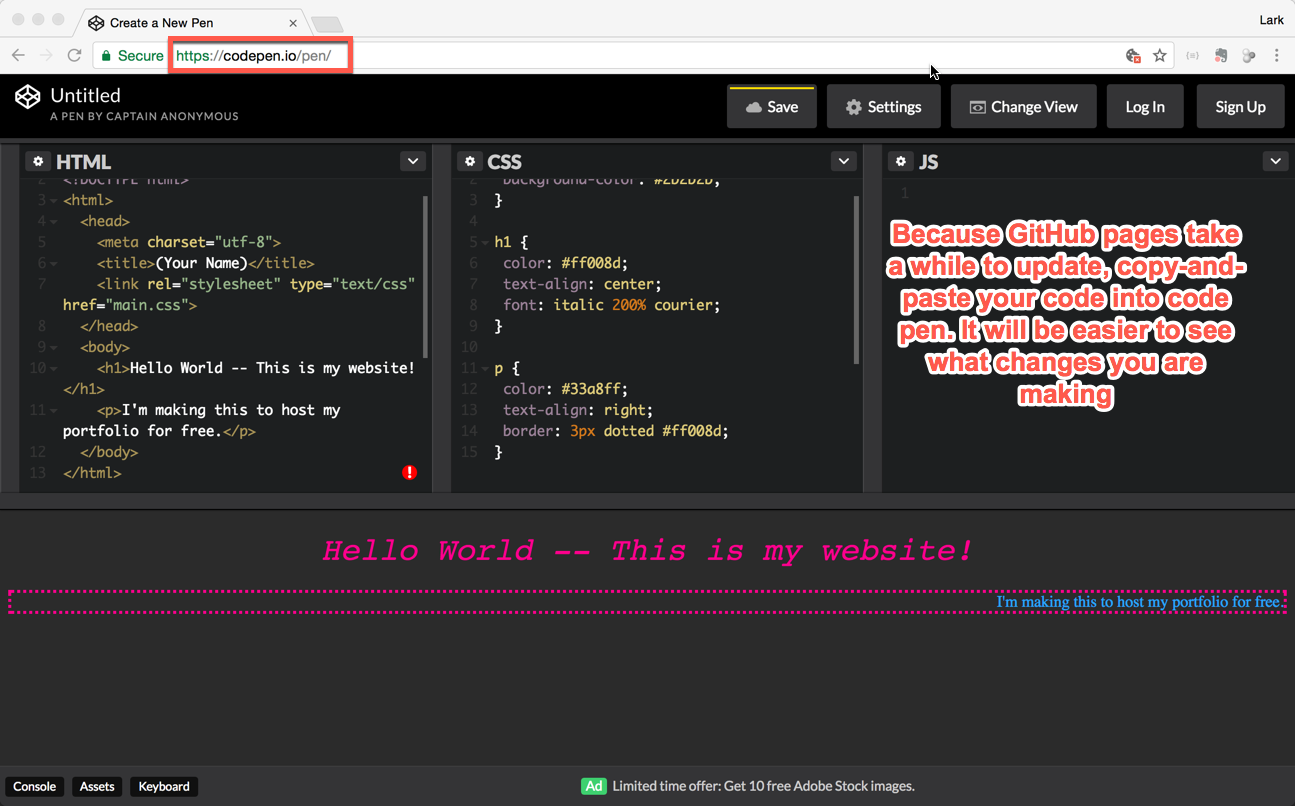 Create a New Pen
Lark
Secure https://codepen.io/pen/
Untitled
A PEN BY CAPTAIN ANONYMOUS
Save
Settings
Change View
Log In
Sign Up
HTML
2 <!DOCTYPE html>
3 <html>
4 <head>
5 <meta charset="utf-8">
6 <title>(Your Name)</title>
7 <link rel="stylesheet" type="text/css"
href="main.css">
8 </head>
9 <body>
10 <h1>Hello World -- This is my website!
</h1>
11 <p>I'm making this to host my
portfolio for free.</p>
12 </body>
13 </html>
CSS
2 background-color: #2b2b2b;
3 }
4
5 h1 {
6 color: #ff008d;
7 text-align: center;
8 font: italic 200% courier;
9 }
10
11 p {
12 color: #33a8ff;
13 text-align: right;
14 border: 3px dotted #ff008d;
15 }
JS
1
Because GitHub pages take
a while to update, copy-and-
paste your code into code
pen. It will be easier to see
what changes you are
making
Hello World -- This is my website!
I'm making this to host my portfolio for free.
Console
Assets
Keyboard
Ad Limited time offer: Get 10 free Adobe Stock images.